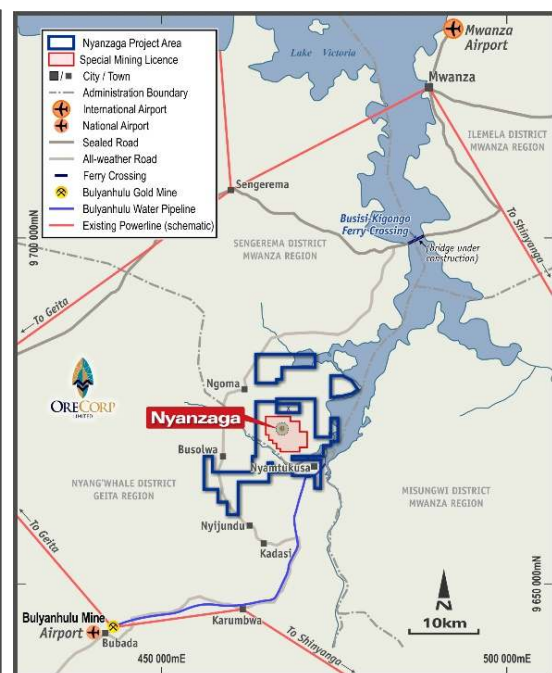 Nyanzaga Project Area
Special Mining Licence
/ City / Town
Administration Boundary
International Airport
National Airport
Sealed Road
All-weather Road
Ferry Crossing
Bulyanhulu Gold Mine
Bulyanhulu Water Pipeline
Existing Powerline (schematic)
Lake Victoria
Mwanza
Airport
Mwanza
ILEMELA DISTRICT
MWANZA REGION
Sengerema
To Shinyanga
Busisi-Kigongo
Ferry Crossing
(bridge under
construction)
SENGEREMA DISTRICT
MWANZA REGION
9 700 000mN
To Geita
ORECORP
LIMITED
Ngoma
Nyanzaga
Busolwa
Nyamtukusa
NYANG'WHALE DISTRICT
GEITA REGION
MISUNGWI DISTRICT
MWANZA REGION
Nyijundu
Kadasi
To Geita
9 650 000mN
N
10km
Bulyanhulu Mine
Airport
Bubada
Karumbwa
To Shinyanga
450 000mE
500 000mE